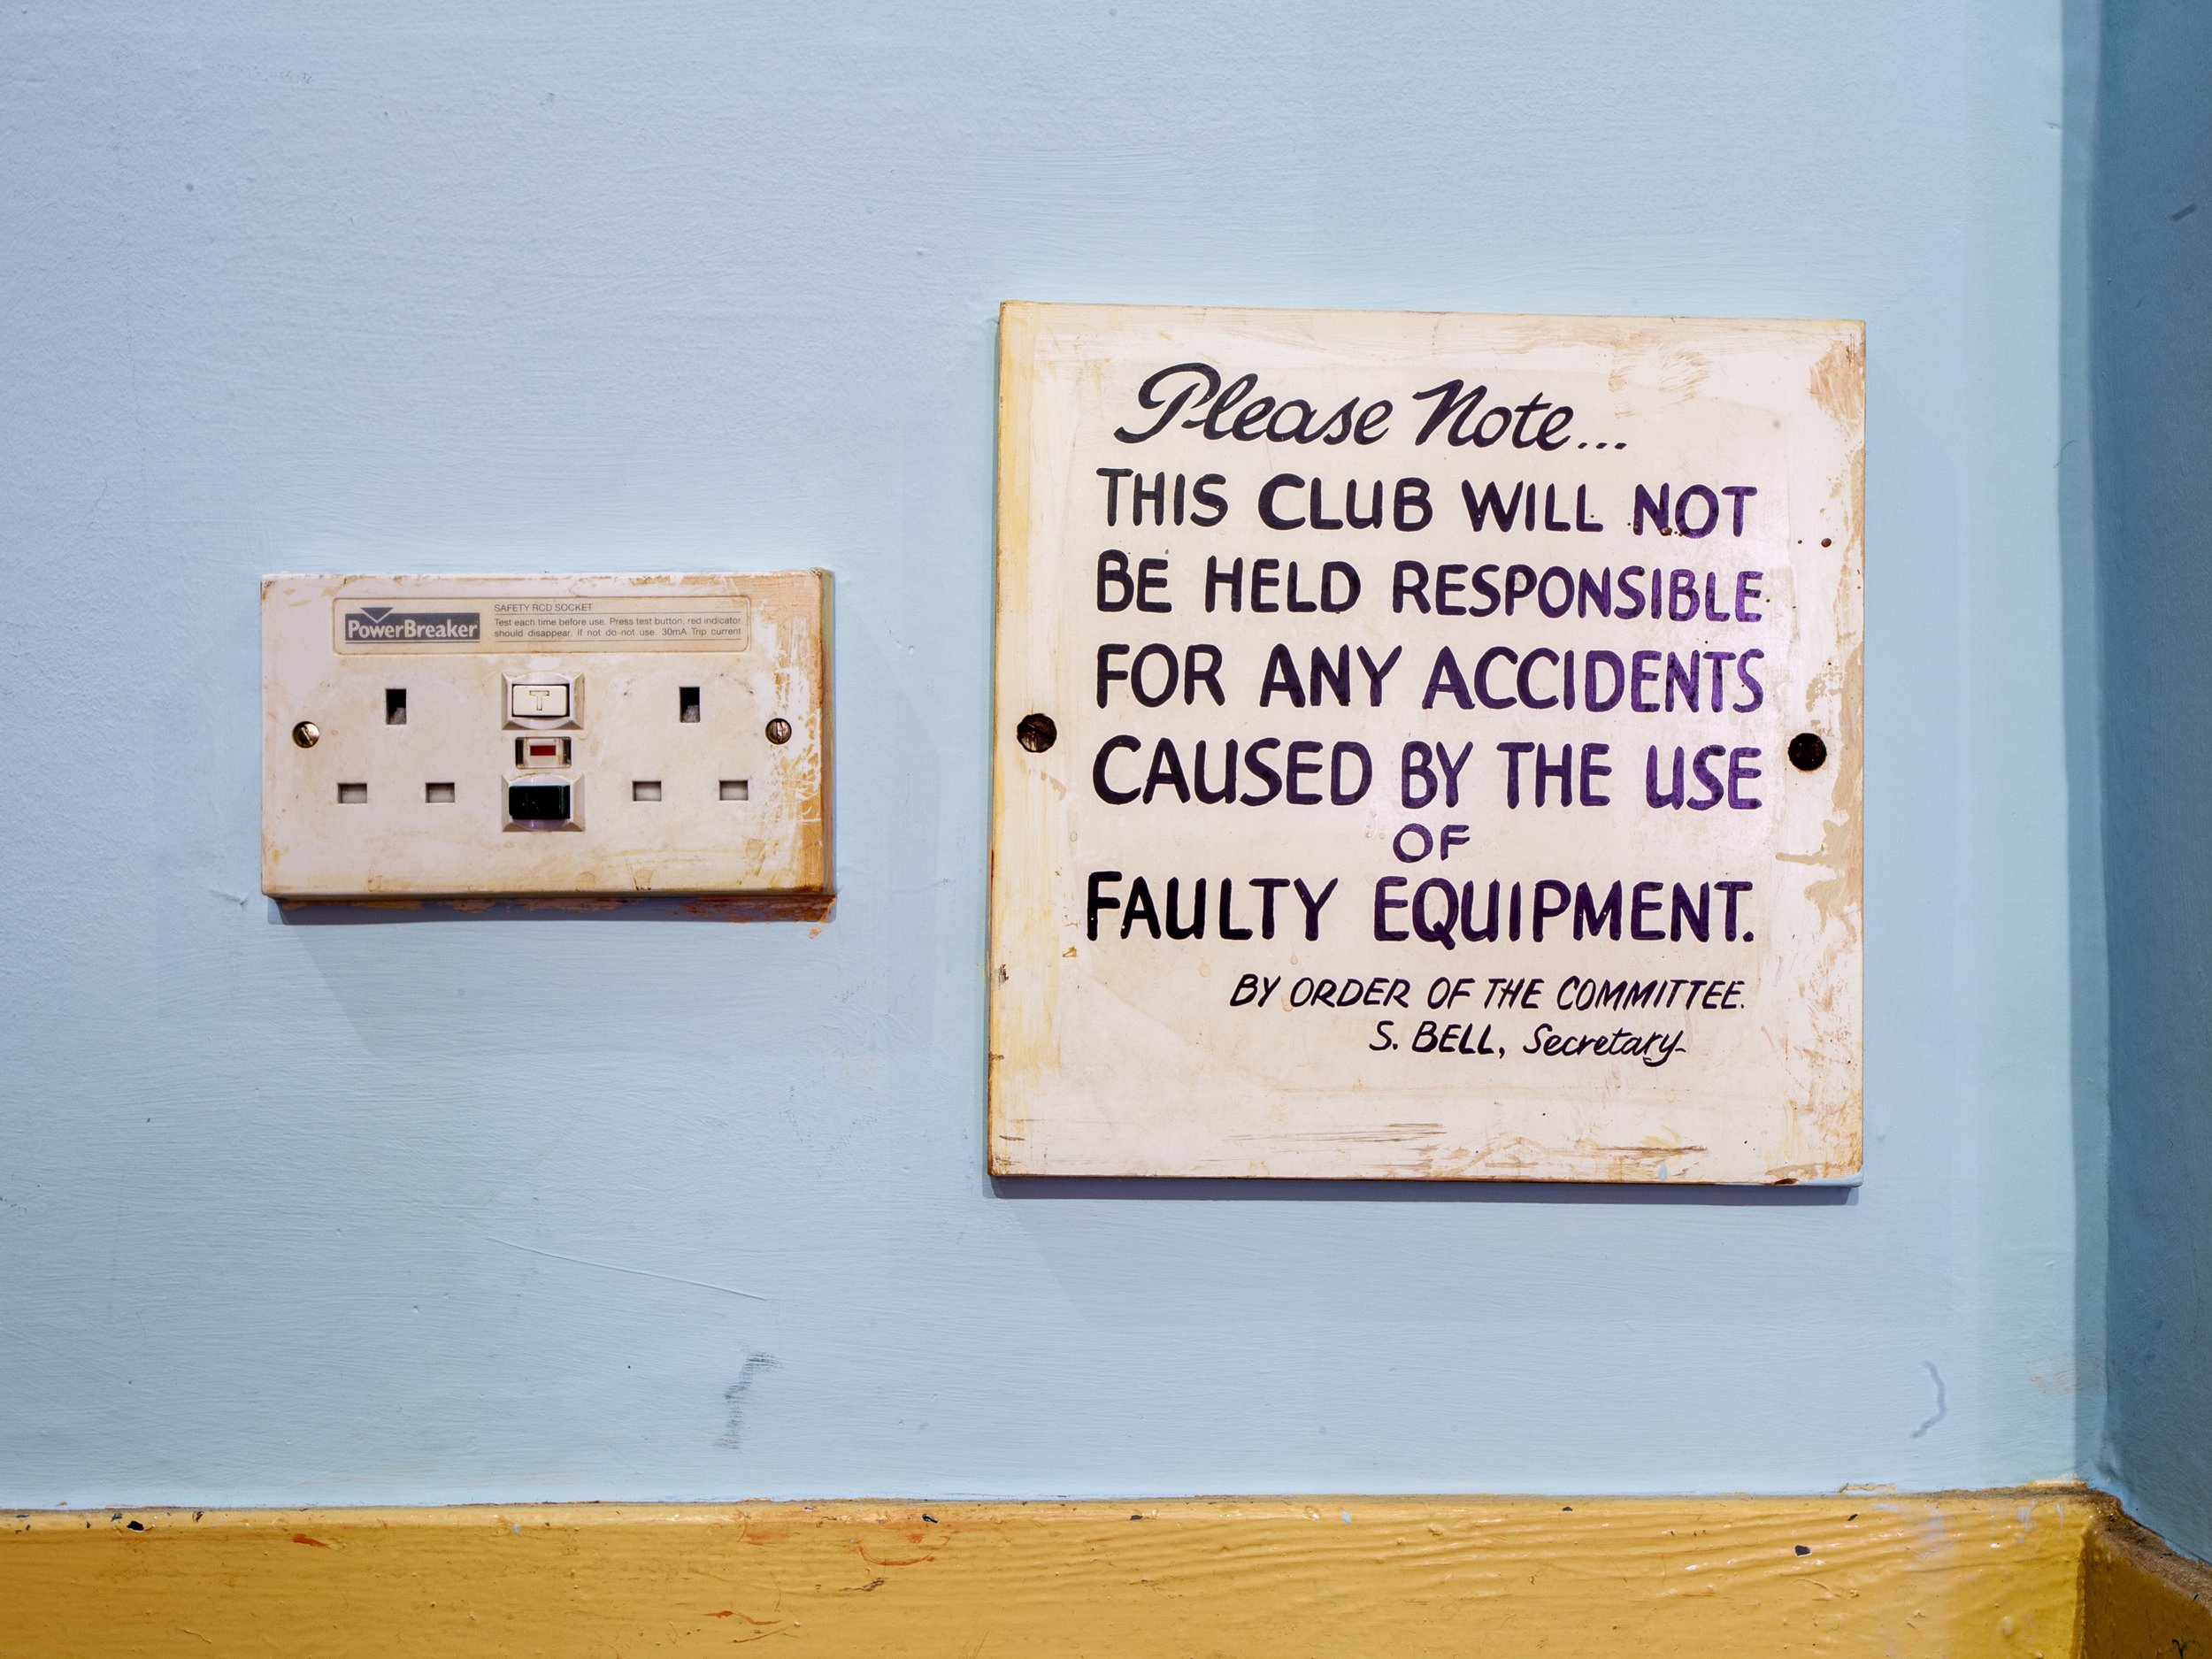 PowerBreaker
SAFETY RCD SOCKET
Test each time before use. Press test button, red indicator
should disappear. If not do not use. 30mA Trip current
T
Please Note...
THIS CLUB WILL NOT
BE HELD RESPONSIBLE
FOR ANY ACCIDENTS
CAUSED BY THE USE
OF
FAULTY EQUIPMENT.
BY ORDER OF THE COMMITTEE.
S. BELL, Secretary